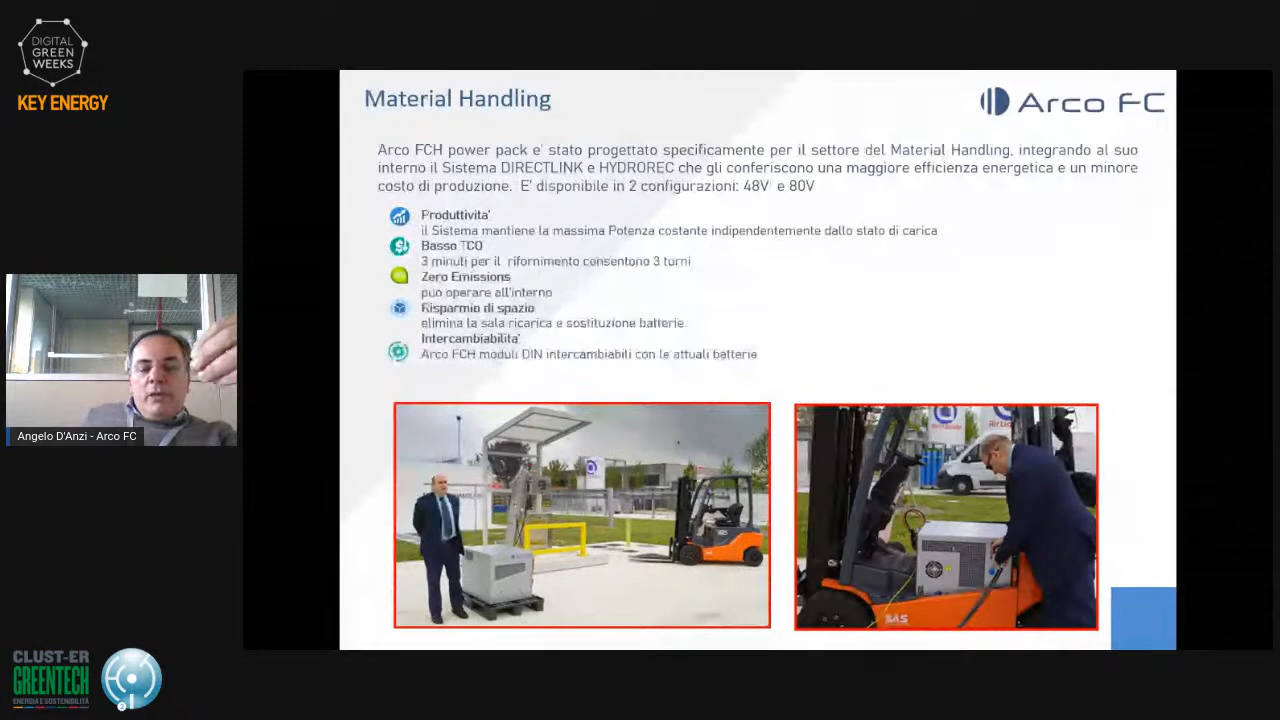 DIGITAL
GREEN
WEEKS
KEY ENERGY
Material Handling
Arco FC
Arco FCH power pack e' stato progettato specificamente per il settore del Material Handling, integrando al suo
interno il Sistema DIRECTLINK e HYDROREC che gli conferiscono una maggiore efficienza energetica e un minore
costo di produzione. E' disponibile in 2 configurazioni: 48V e 80V
Produttivita'
il Sistema mantiene la massima Potenza costante indipendentemente dallo stato di carica
Basso TCO
3 minuti per il rifornimento consentono 3 turni
Zero Emissions
puo operare all'interno
Risparmio di spazio
elimina la sala ricarica e sostituzione batterie
Intercambiabilita'
Arco FCH moduli DIN intercambiabili con le attuali batterie
Angelo D'Anzi - Arco FC
BAS
CLUST-ER
GREENTECH
ENERGIA E SOSTENIBILITÀ
2